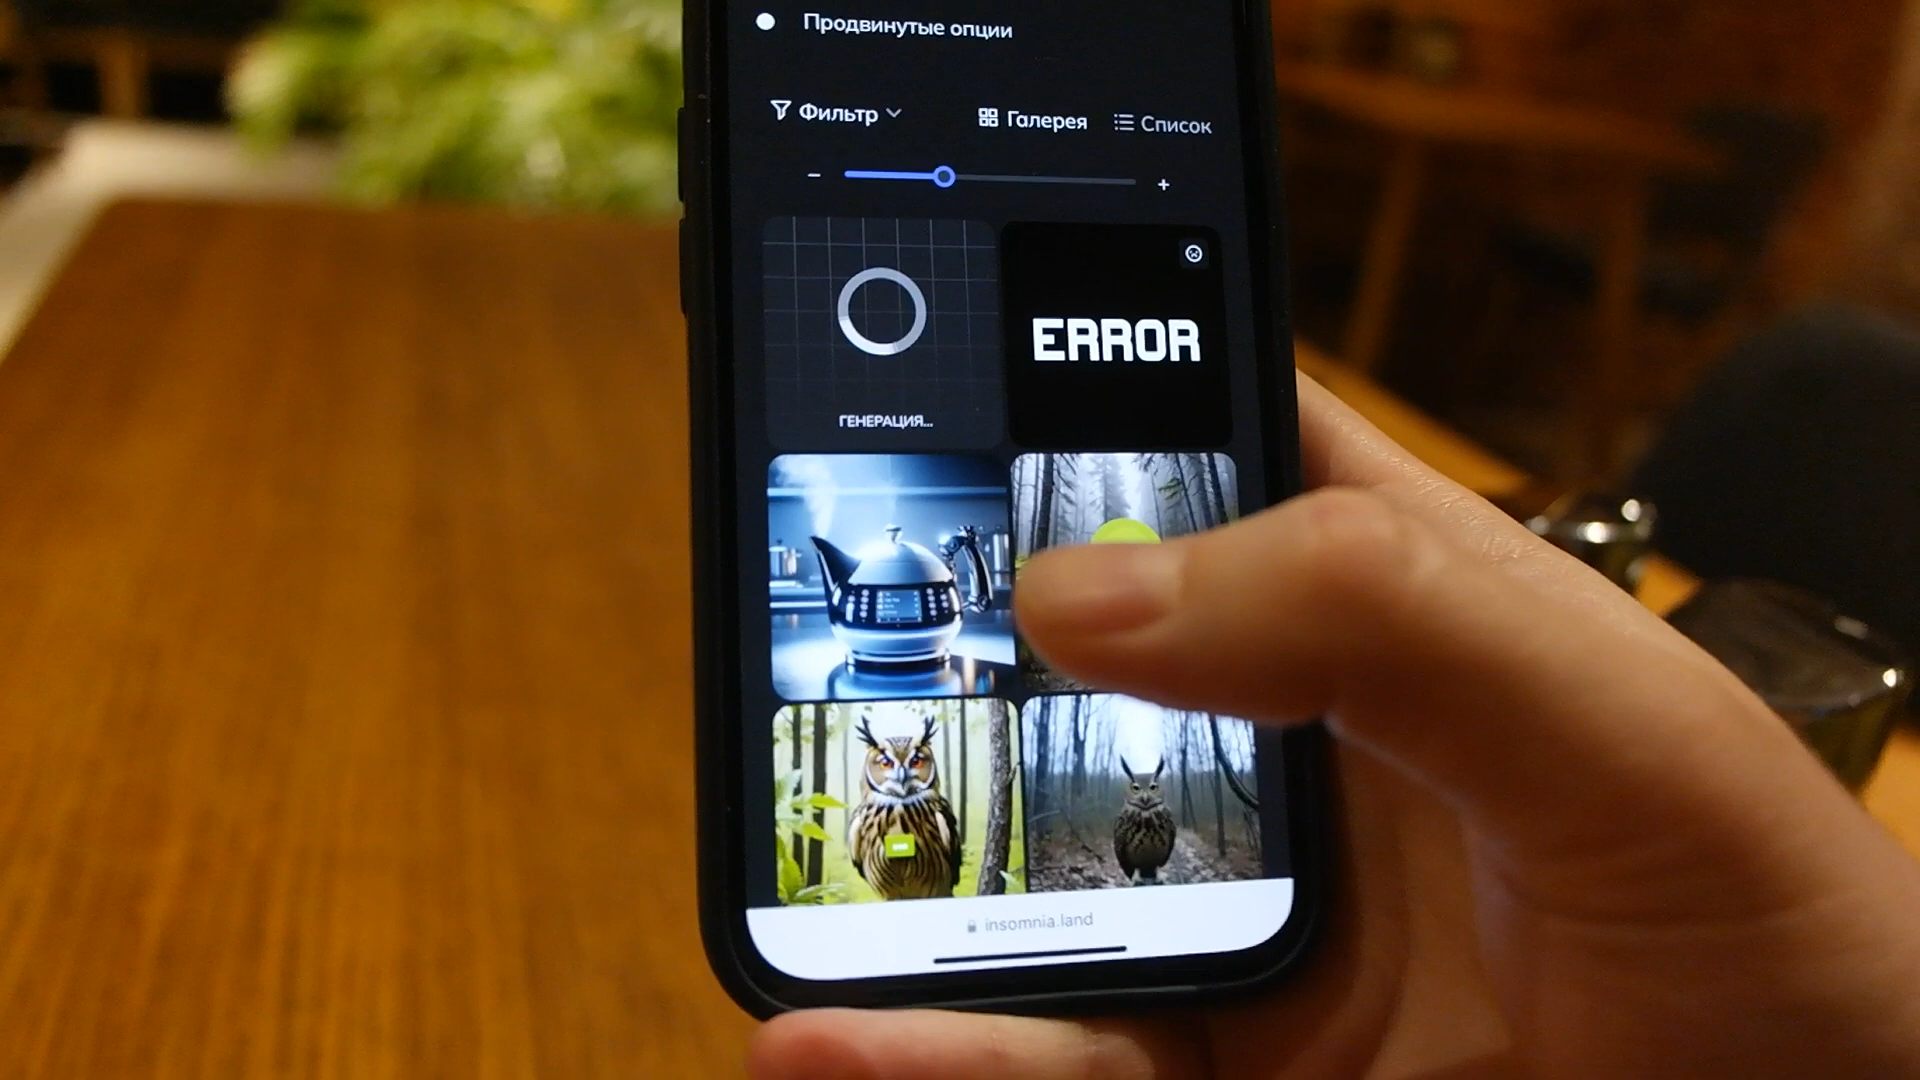 Продвинутые опции
Фильтр
Галерея
Список
ГЕНЕРАЦИЯ...
ERROR
insomnia.land